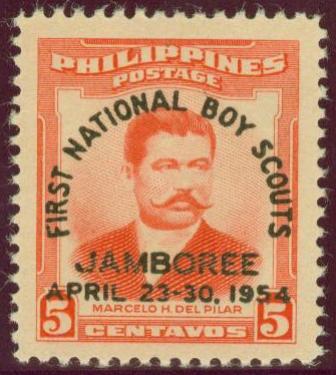 PHILIPPINES
POSTAGE
FIRST NATIONAL BOY SCOUTS
JAMBOREE
APRIL 23-30, 1954
MARCELO H. DEL PILAR
5 CENTAVOS 5